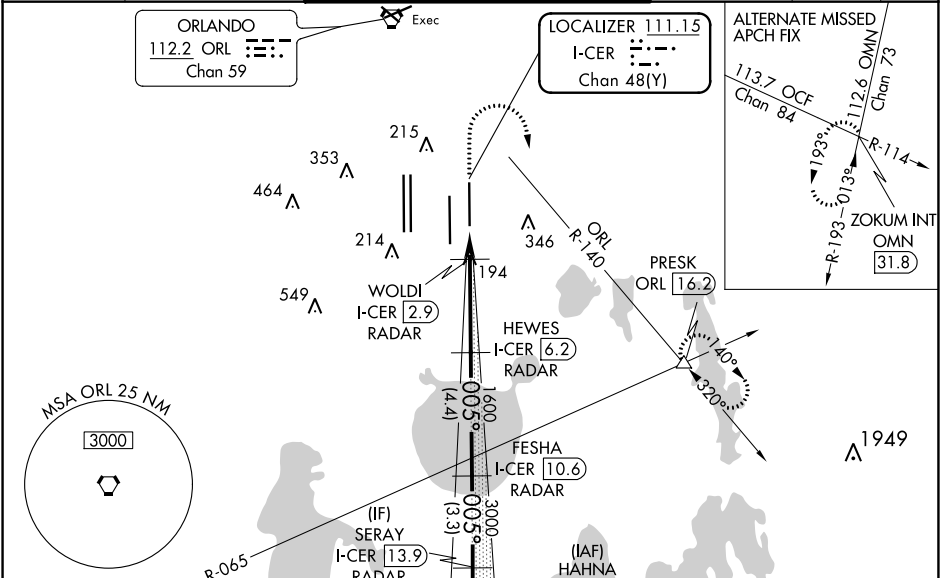 ORLANDO
112.2 ORL
Chan 59
Exec
LOCALIZER 111.15
I-CER
Chan 48(Y)
ALTERNATE MISSED
APCH FIX
113.7 OCF
Chan 84
112.6 OMN
Chan 73
193°
013°
R-114
R-193
ZOKUM INT
OMN
31.8
215
353
464
214
549
346
194
ORL
R-140
PRESK
ORL 16.2
140°
320°
WOLDI
I-CER 2.9
RADAR
HEWES
I-CER 6.2
RADAR
1600
005°
(4.4)
MSA ORL 25 NM
3000
FESHA
I-CER 10.6
RADAR
1949
3000
005°
(3.3)
(IF)
SERAY
I-CER 13.9
RADAR
R-065
(IAF)
HAHNA